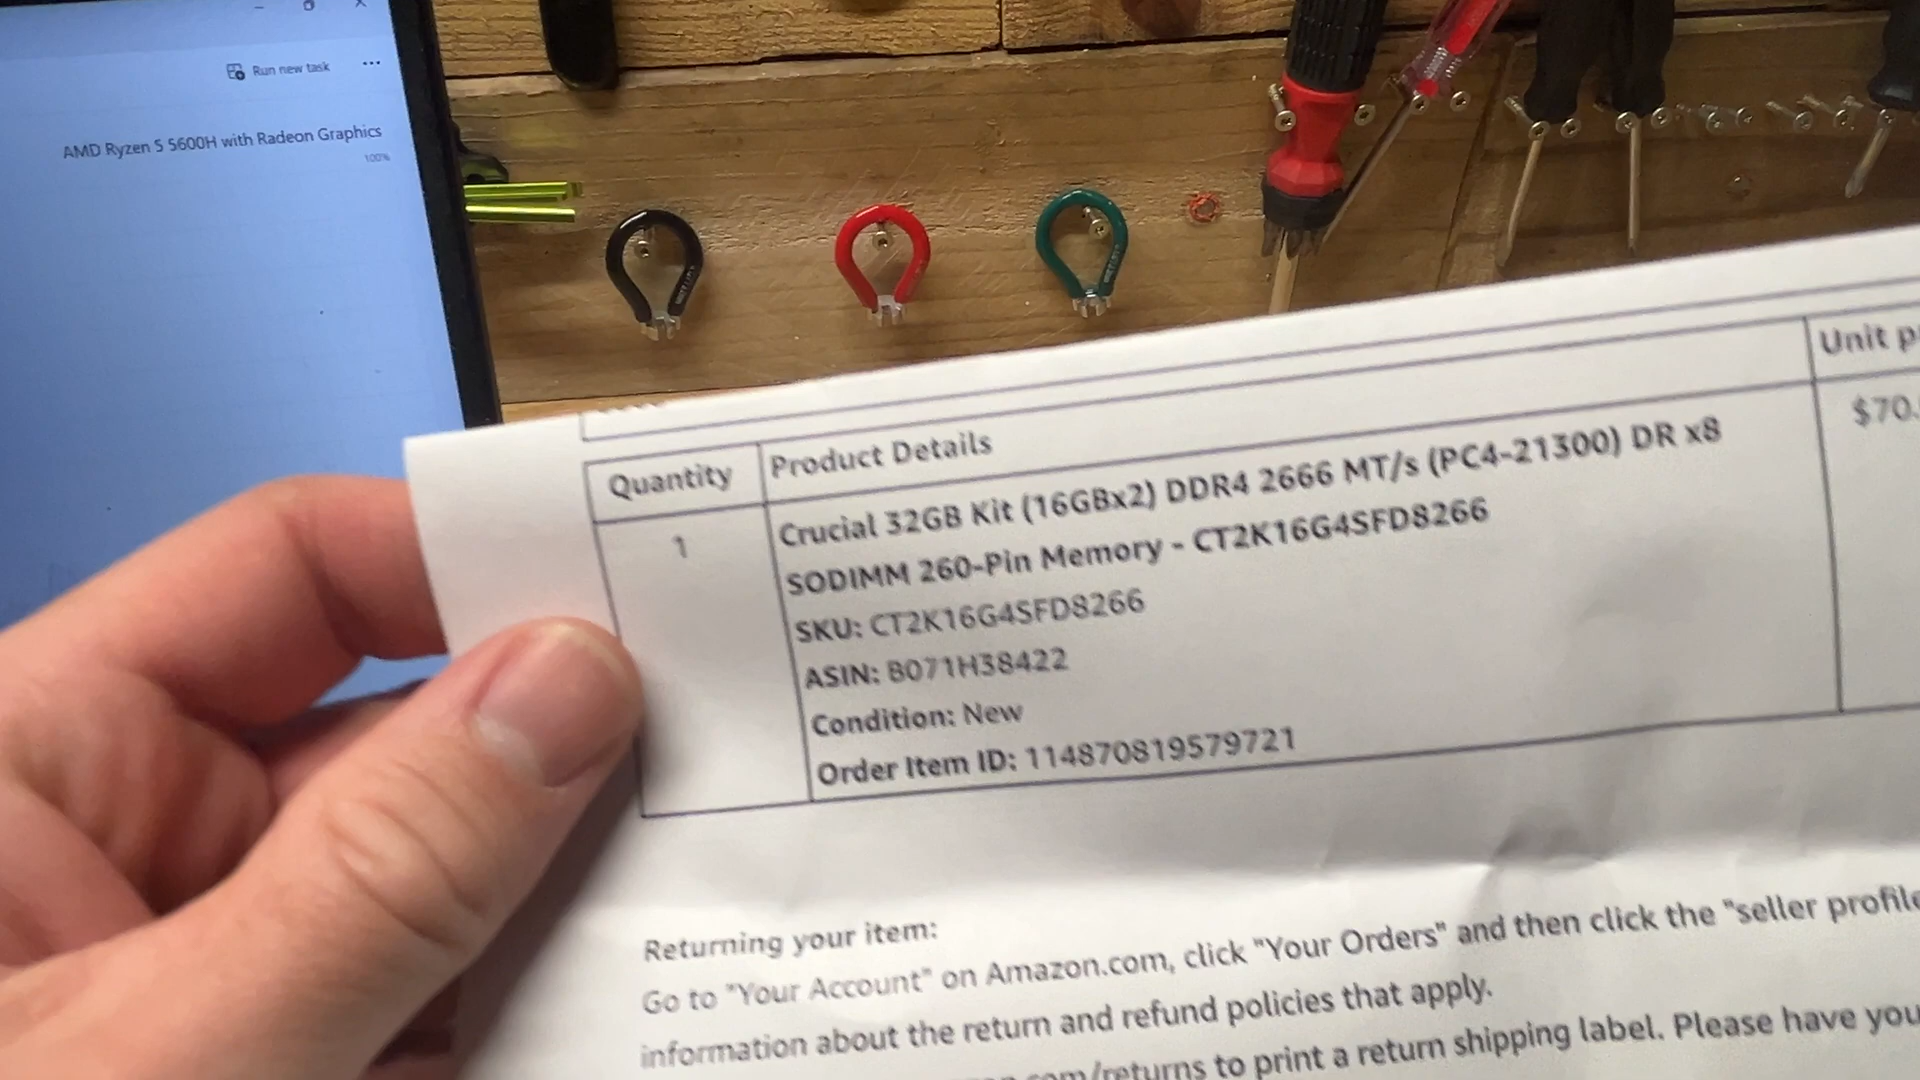 Run new task
AMD Ryzen 5 5600H with Radeon Graphics
100%
Quantity
Product Details
Unit
1
Crucial 32GB Kit (16GBx2) DDR4 2666 MT/s (PC4-21300) DR x8
SODIMM 260-Pin Memory - CT2K16G4SFD8266
SKU: CT2K16G4SFD8266
ASIN: B071H38422
Condition: New
Order Item ID: 114870819579721
$70.
Returning your item:
Go to "Your Account" on Amazon.com, click "Your Orders" and then click the "seller profile
information about the return and refund policies that apply.
com/returns to print a return shipping label. Please have